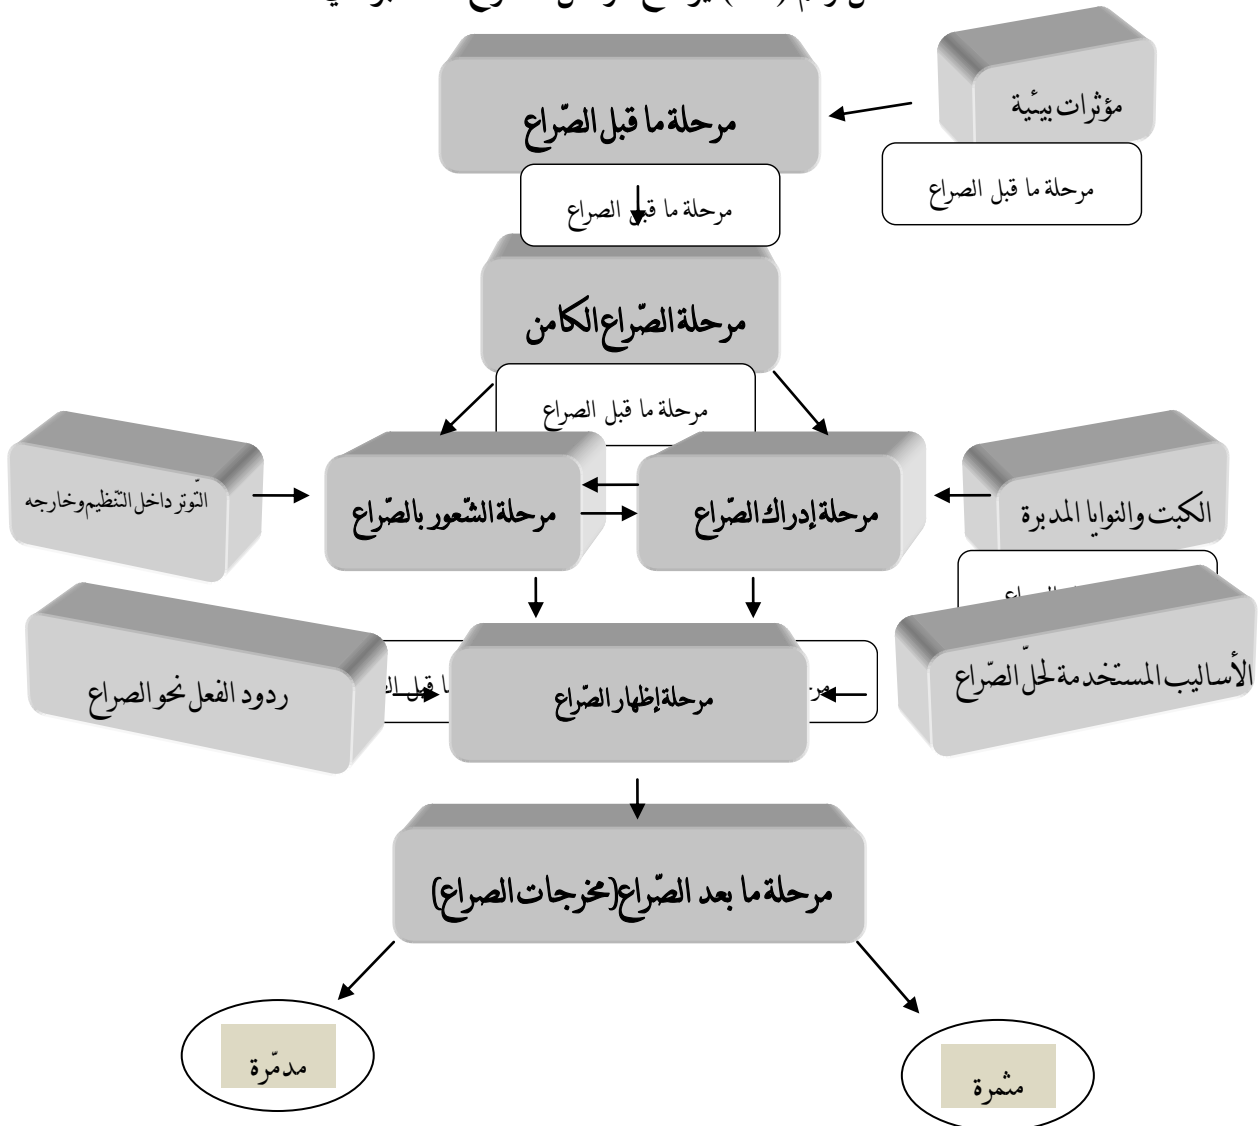 مؤثرات بيئية
مرحلة ما قبل الصّراع
مرحلة ما قبل الصراع
مرحلة ما قبل الصراع
مرحلة الصّراع الكامن
مرحلة ما قبل الصراع
الكبت والنوايا المدبرة
مرحلة إدراك الصّراع
مرحلة الشّعور بالصّراع
التّوتر داخل التّنظيم وخارجه
الأساليب المستخدمة لحلّ الصّراع
مرحلة إظهار الصّراع
ردود الفعل نحو الصراع
مرحلة ما بعد الصّراع(مخرجات الصراع)
مثمرة
مدمّرة